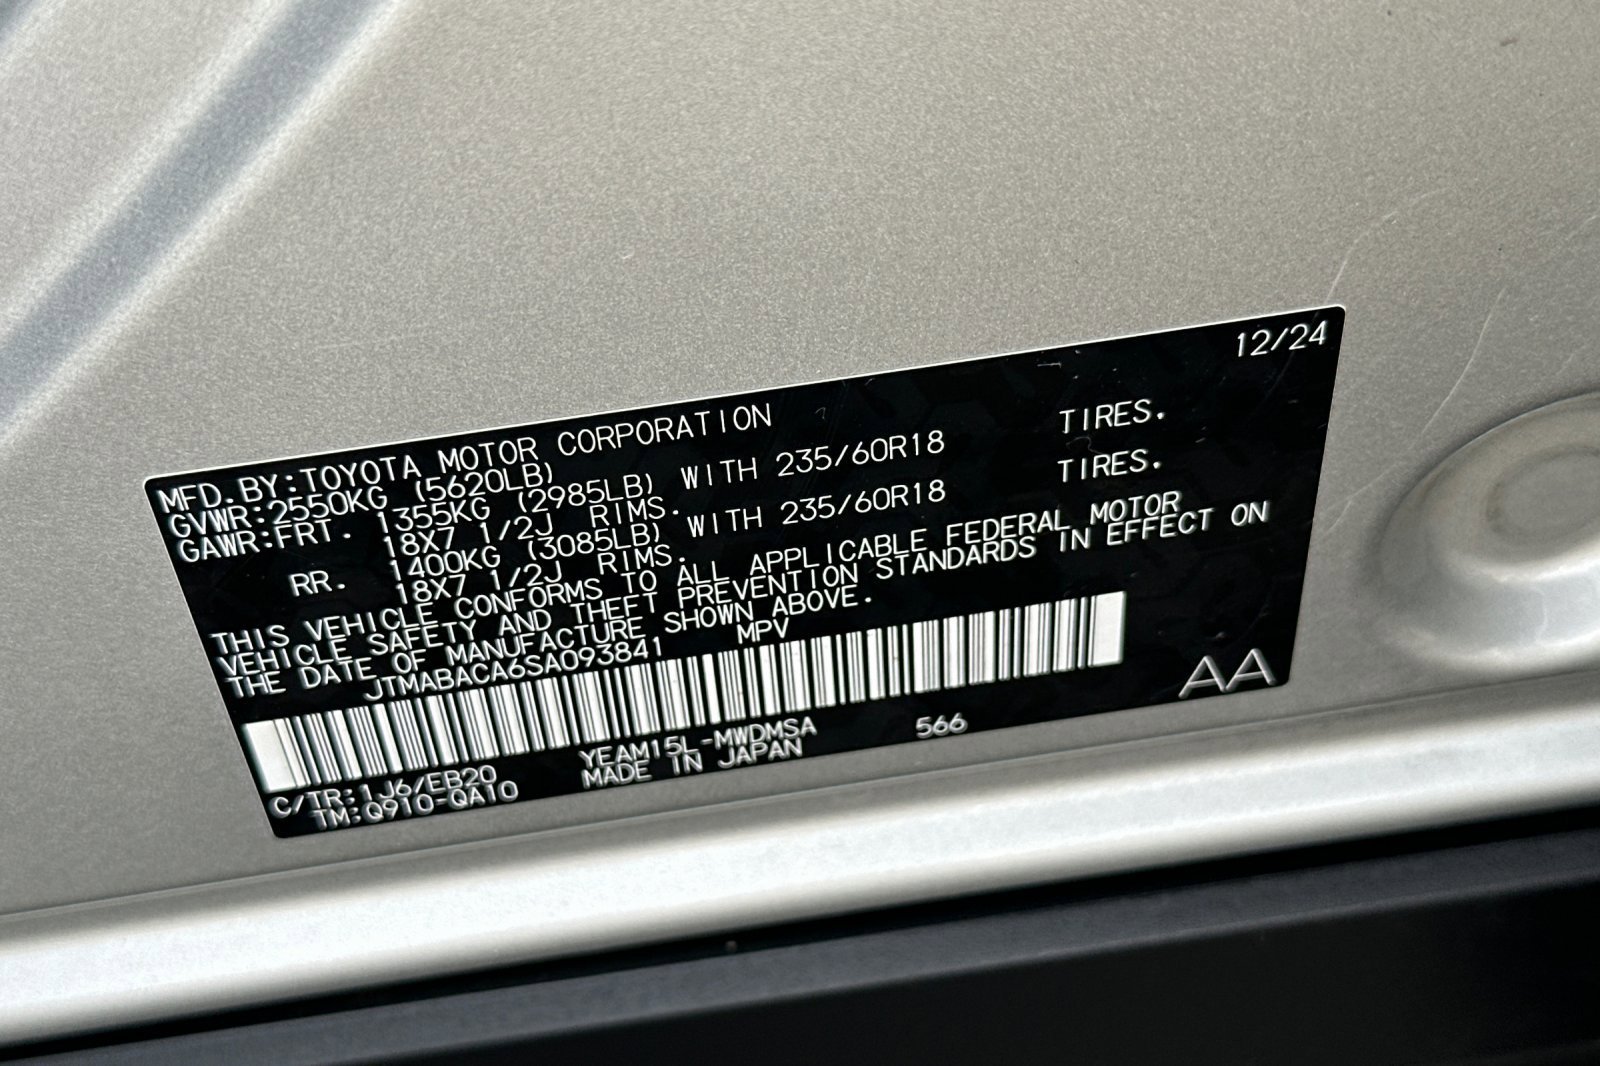 12/24
MFD.BY:TOYOTA MOTOR CORPORATION
GVWR:2550KG (5620LB)
GAWR:FRT. 1355KG (2985LB) WITH 235/60R18 TIRES.
18X7 1/2J RIMS.
RR. 1400KG (3085LB) WITH 235/60R18 TIRES.
18X7 1/2J RIMS.
THIS VEHICLE CONFORMS TO ALL APPLICABLE FEDERAL MOTOR
VEHICLE SAFETY AND THEFT PREVENTION STANDARDS IN EFFECT ON
THE DATE OF MANUFACTURE SHOWN ABOVE.
JTMABACA6SA093841 MPV
AA
C/TR:1J6/EB20 YEAM15L-MWDMSA 566
TM:Q910-QA10 MADE IN JAPAN